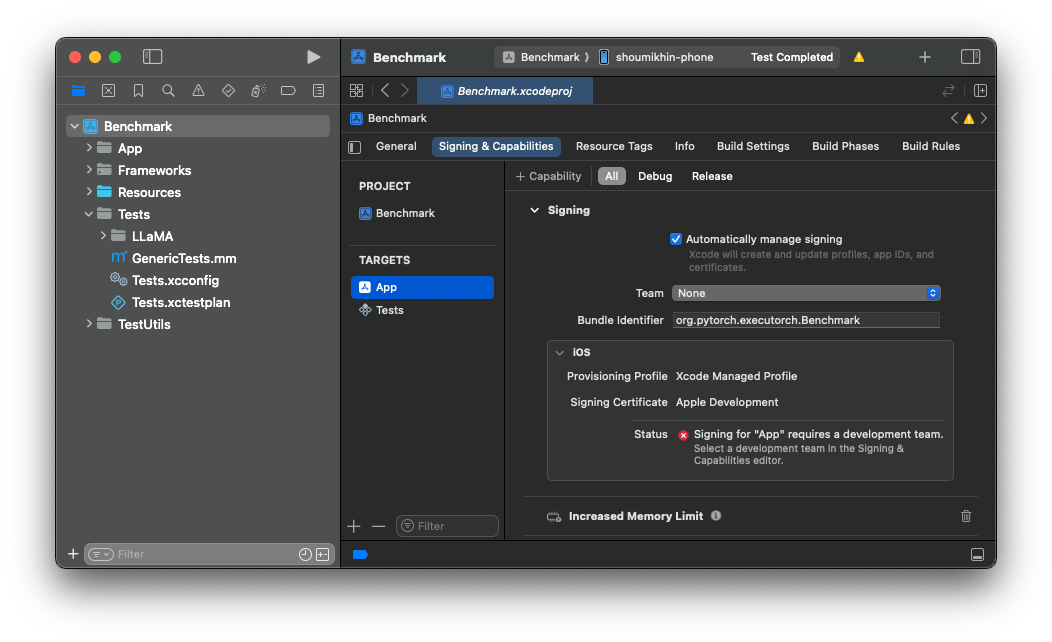 Benchmark
Benchmark ⟩ shoumikhin-phone
Test Completed
Benchmark
App
Frameworks
Resources
Tests
LLaMA
GenericTests.mm
Tests.xcconfig
Tests.xctestplan
TestUtils
Filter
Benchmark.xcodeproj
Benchmark
General
Signing & Capabilities
Resource Tags
Info
Build Settings
Build Phases
Build Rules
PROJECT
Benchmark
TARGETS
App
Tests
Filter
+ Capability
All
Debug
Release
Signing
Automatically manage signing
Xcode will create and update profiles, app IDs, and
certificates.
Team None
Bundle Identifier org.pytorch.executorch.Benchmark
iOS
Provisioning Profile Xcode Managed Profile
Signing Certificate Apple Development
Status Signing for "App" requires a development team.
Select a development team in the Signing &
Capabilities editor.
Increased Memory Limit